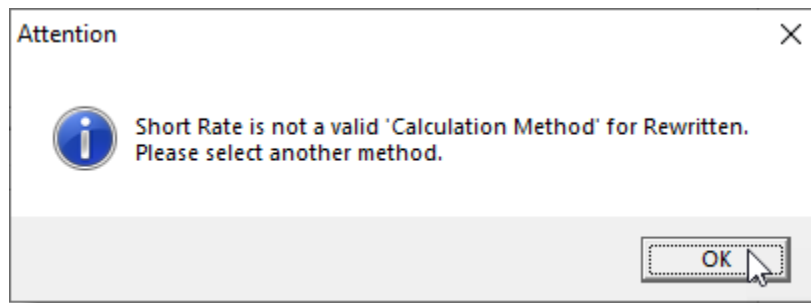 Attention
Short Rate is not a valid 'Calculation Method' for Rewritten.
Please select another method.
OK